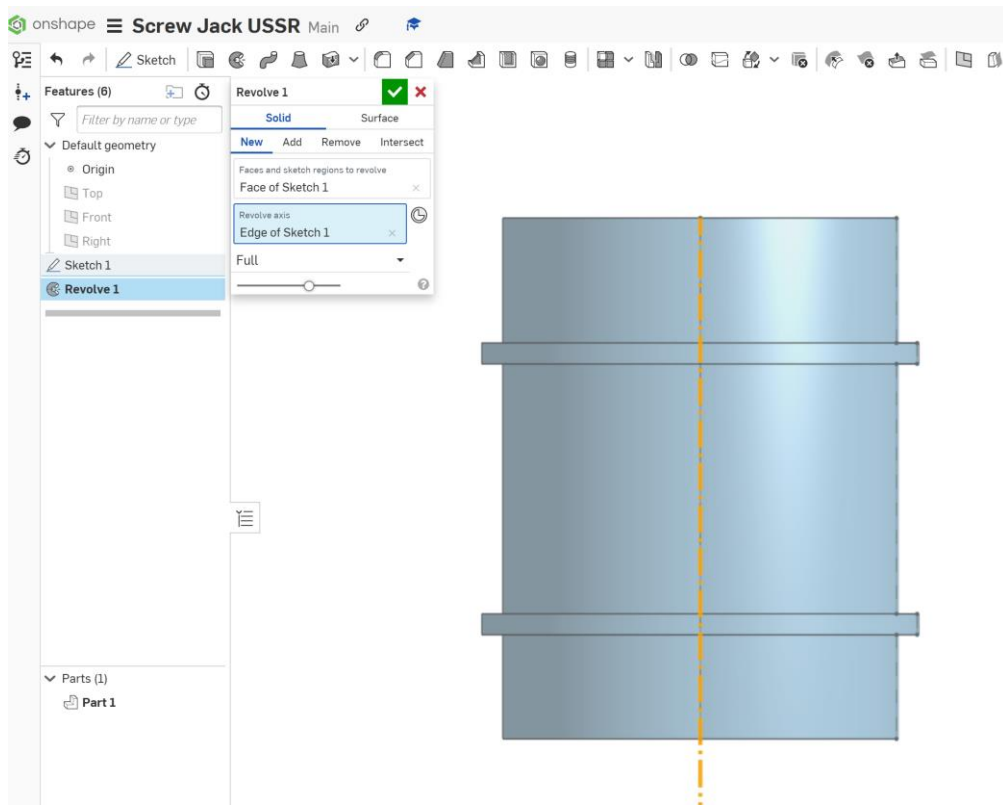 onshape Screw Jack USSR Main
Sketch
Features (6)
Filter by name or type
Default geometry
Origin
Top
Front
Right
Sketch 1
Revolve 1
Revolve 1
Solid Surface
New Add Remove Intersect
Faces and sketch regions to revolve
Face of Sketch 1
Revolve axis
Edge of Sketch 1
Full
Parts (1)
Part 1